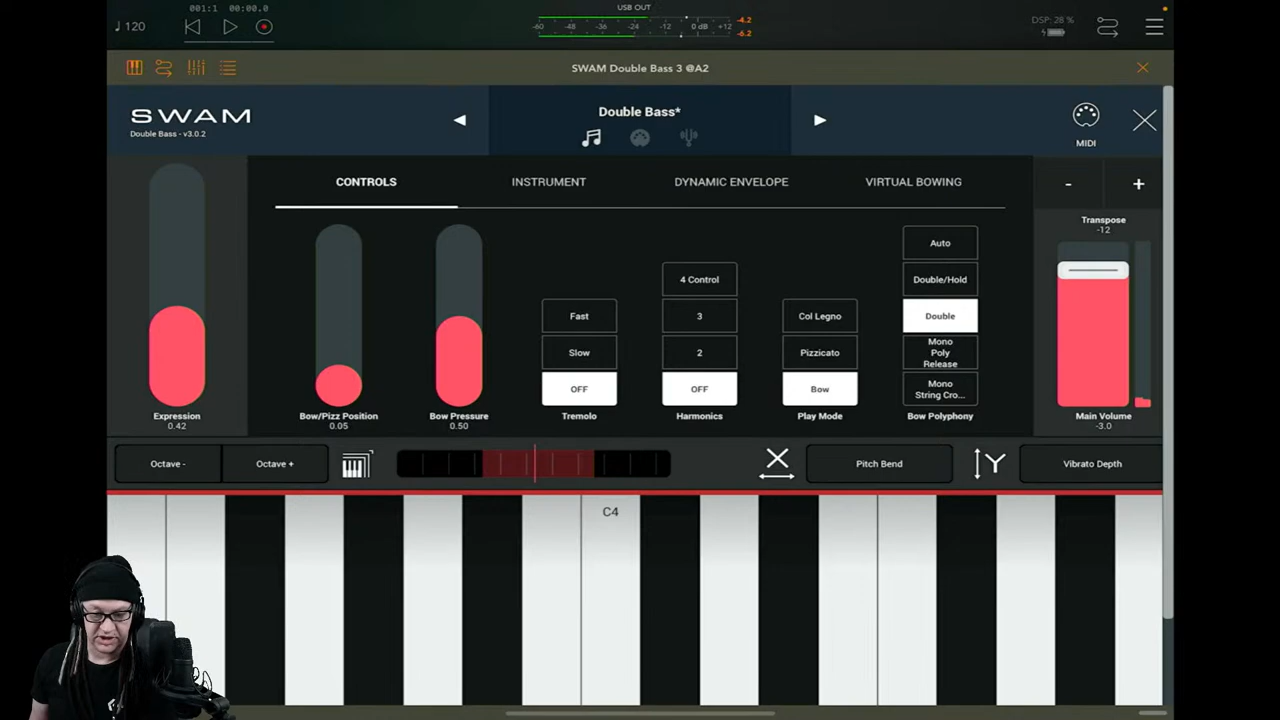 001:1 00:00.0
USB OUT
♩ 120
-60 -48 -36 -24 -12 0 dB +12
-4.2
-6.2
DSP: 28 %
SWAM Double Bass 3 @A2
SWAM
Double Bass - v3.0.2
Double Bass*
MIDI
CONTROLS
INSTRUMENT
DYNAMIC ENVELOPE
VIRTUAL BOWING
- +
Transpose
-12
Auto
4 Control
Double/Hold
Fast
3
Col Legno
Double
Slow
2
Pizzicato
Mono
Poly
Release
OFF
OFF
Bow
Mono
String Cro...
Expression
0.42
Bow/Pizz Position
0.05
Bow Pressure
0.50
Tremolo
Harmonics
Play Mode
Bow Polyphony
Main Volume
-3.0
Octave -
Octave +
X
Pitch Bend
Y
Vibrato Depth
C4